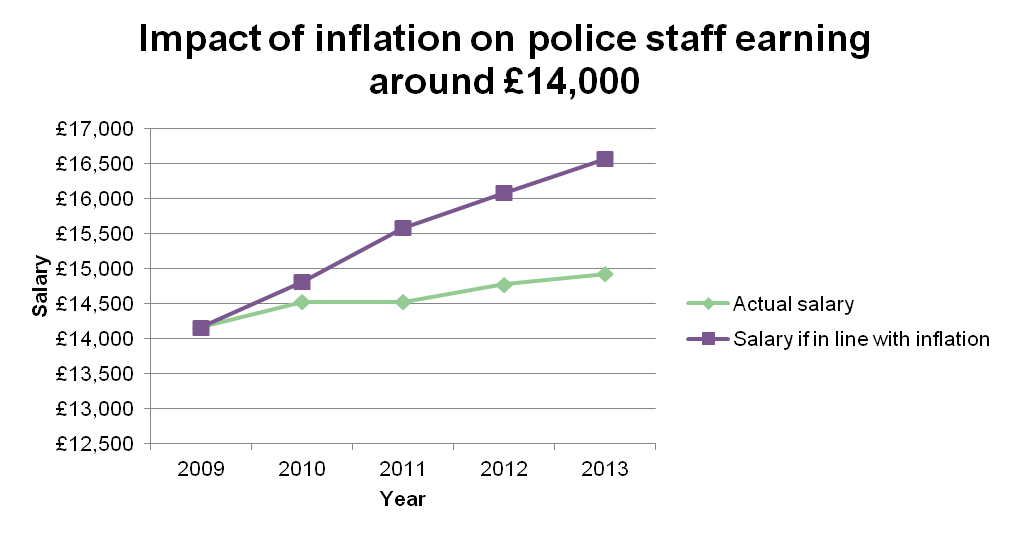 Impact of inflation on police staff earning
around £14,000
£17,000
£16,500
£16,000
£15,500
£15,000
£14,500
£14,000
£13,500
£13,000
£12,500
Salary
2009 2010 2011 2012 2013
Year
Actual salary
Salary if in line with inflation